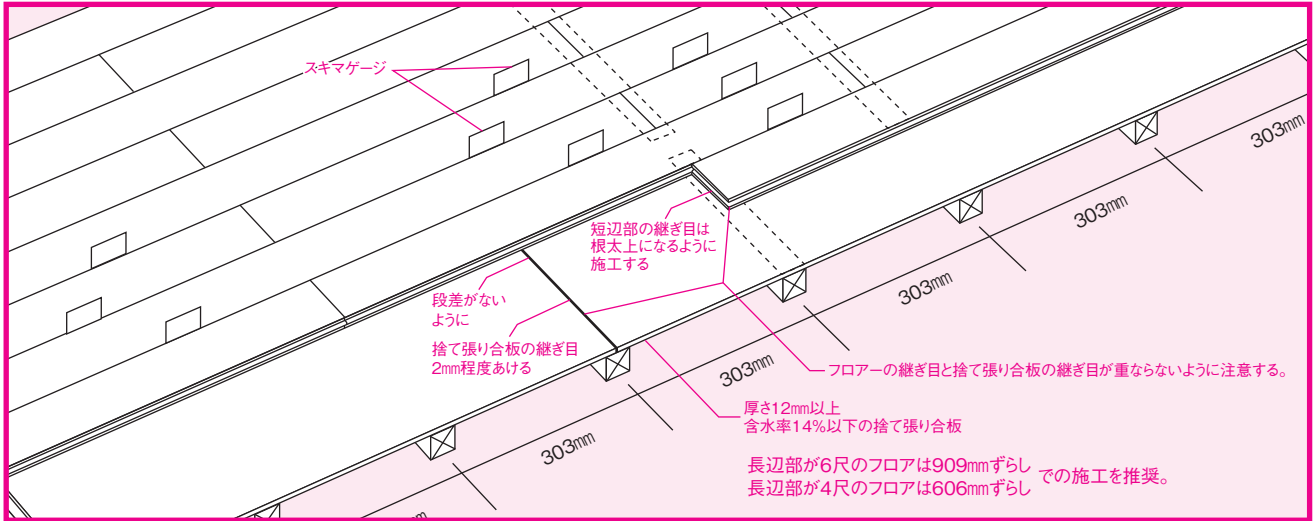 スキマゲージ
短辺部の継ぎ目は
根太上になるように
施工する
段差がない
ように
捨て張り合板の継ぎ目
2mm程度あける
フロアーの継ぎ目と捨て張り合板の継ぎ目が重ならないように注意する。
厚さ12mm以上
含水率14%以下の捨て張り合板
長辺部が6尺のフロアは909mmずらし
長辺部が4尺のフロアは606mmずらし
での施工を推奨。
303mm
303mm
303mm
303mm
303mm